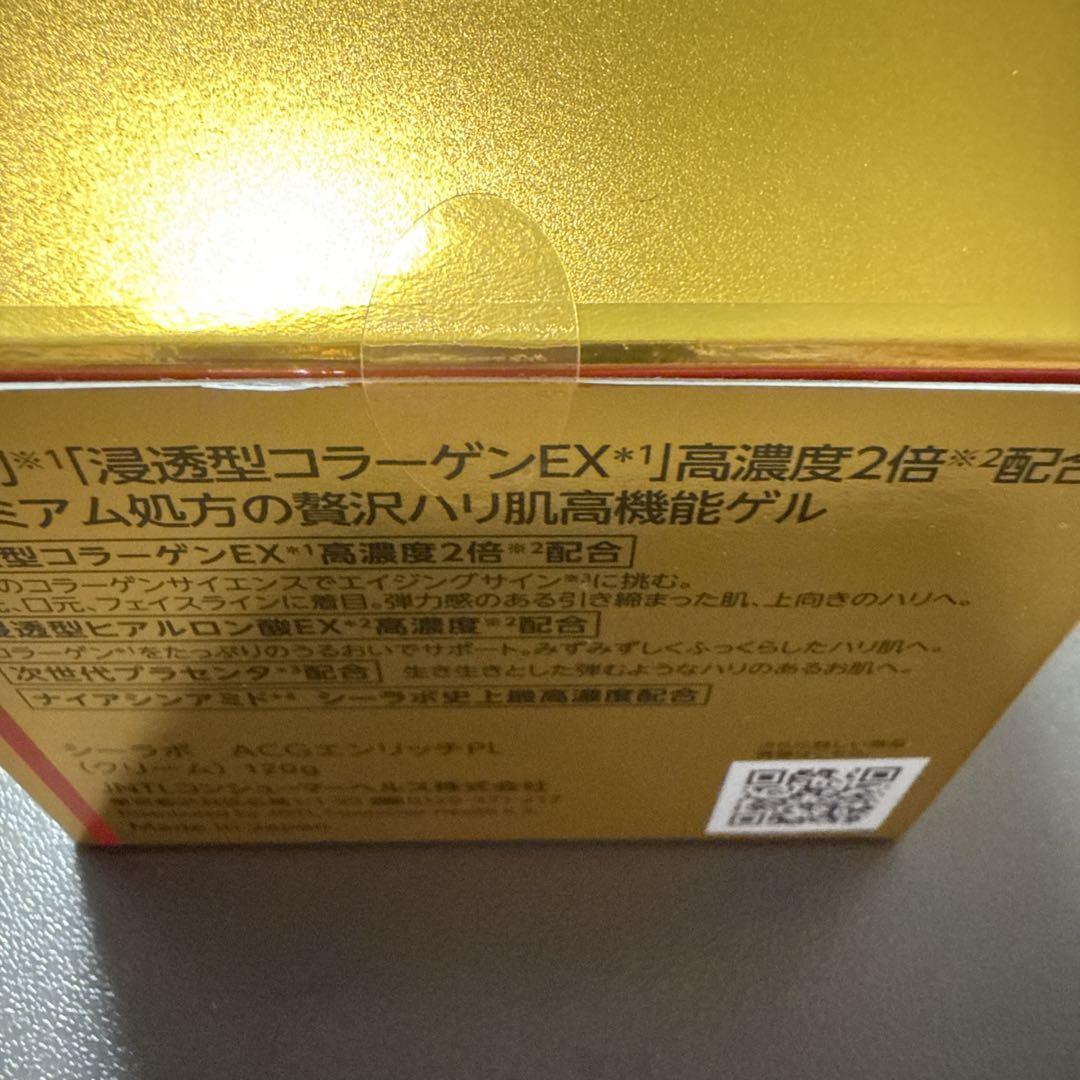 ※1「浸透型コラーゲンEX*1」高濃度2倍※2配合
ミアム処方の贅沢ハリ肌高機能ゲル
型コラーゲンEX*1高濃度2倍※2配合
のコラーゲンサイエンスでエイジングサイン※3に挑む。
口元、フェイスラインに着目。弾力感のある引き締まった肌、上向きのハリへ。
浸透型ヒアルロン酸EX*2高濃度※2配合
コラーゲン*1をたっぷりのうるおいでサポート。みずみずしくふっくらしたハリ肌へ。
次世代プラセンタ*3配合 生き生きとした弾むようなハリのあるお肌へ。
ナイアシンアミド*4 シーラボ史上最高濃度配合
シーラボ ACGエンリッチPL
(クリーム) 120g
JNTLコンシューマーヘルス株式会社
Made in Japan